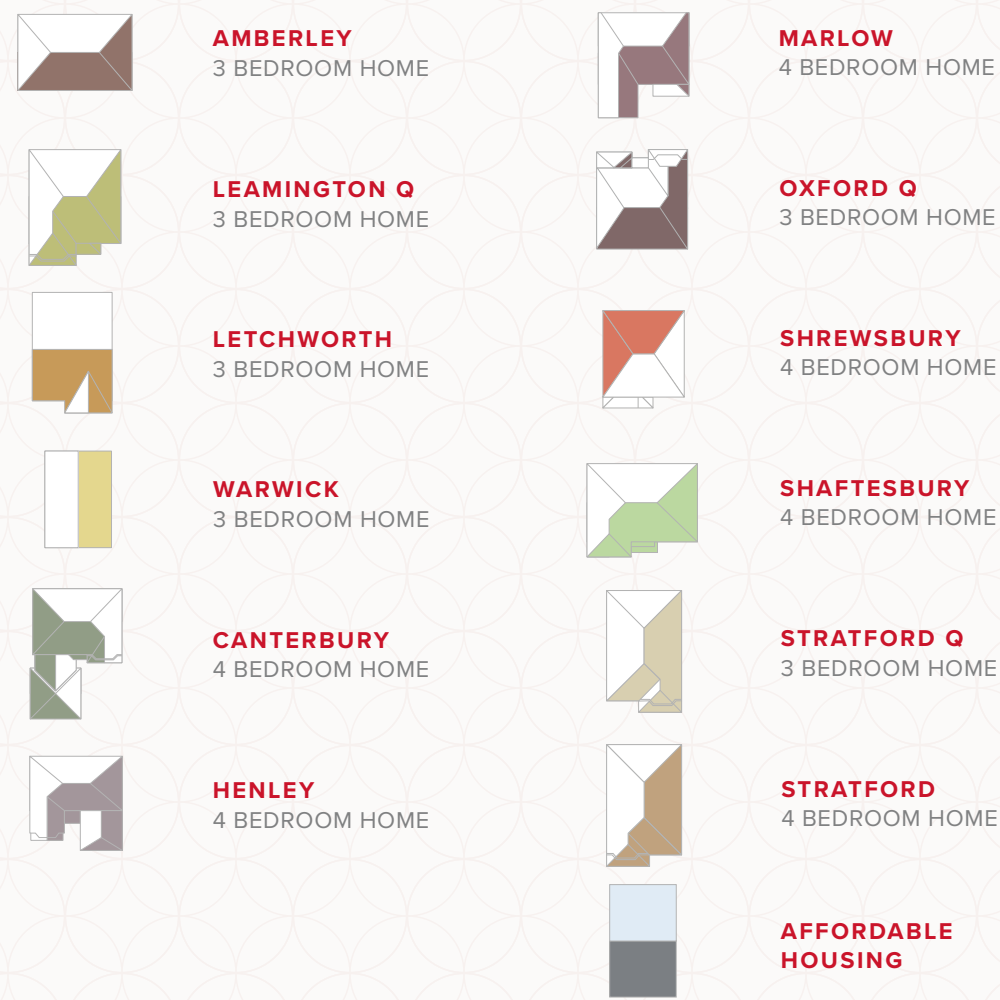 AMBERLEY
3 BEDROOM HOME
LEAMINGTON Q
3 BEDROOM HOME
LETCHWORTH
3 BEDROOM HOME
WARWICK
3 BEDROOM HOME
CANTERBURY
4 BEDROOM HOME
HENLEY
4 BEDROOM HOME
MARLOW
4 BEDROOM HOME
OXFORD Q
3 BEDROOM HOME
SHREWSBURY
4 BEDROOM HOME
SHAFTESBURY
4 BEDROOM HOME
STRATFORD Q
3 BEDROOM HOME
STRATFORD
4 BEDROOM HOME
AFFORDABLE
HOUSING